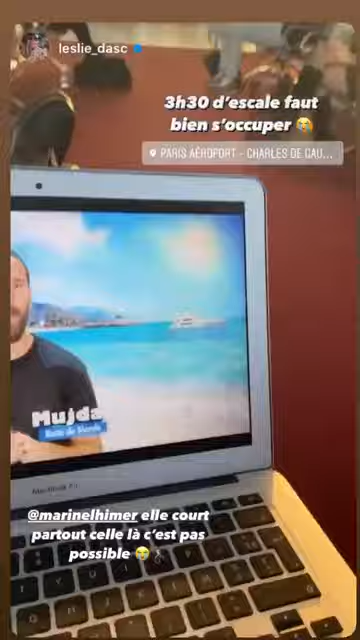 leslie_dasc
3h30 d'escale faut
bien s'occuper 😭
PARIS AÉROPORT - CHARLES DE GAU...
Mujda
MacBook Air
@marinelhimer elle court
partout celle là c'est pas
possible 😭